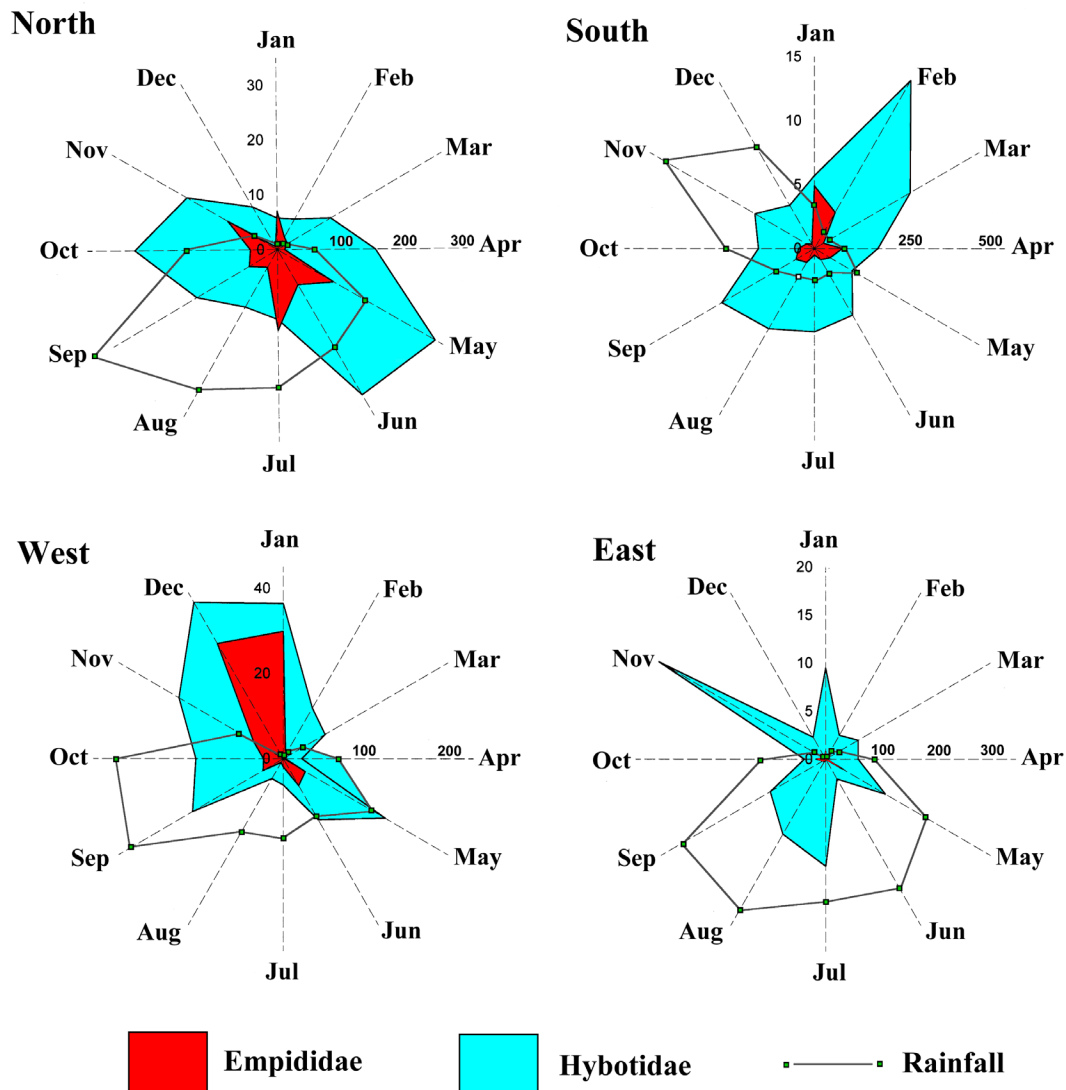 North
Jan
Feb
Mar
Apr
May
Jun
Jul
Aug
Sep
Oct
Nov
Dec
30
20
10
0
100
200
300
South
Jan
Feb
Mar
Apr
May
Jun
Jul
Aug
Sep
Oct
Nov
Dec
15
10
5
0
250
500
West
Jan
Feb
Mar
Apr
May
Jun
Jul
Aug
Sep
Oct
Nov
Dec
40
20
0
100
200
East
Jan
Feb
Mar
Apr
May
Jun
Jul
Aug
Sep
Oct
Nov
Dec
20
15
10
5
0
100
200
300
Empididae
Hybotidae
Rainfall